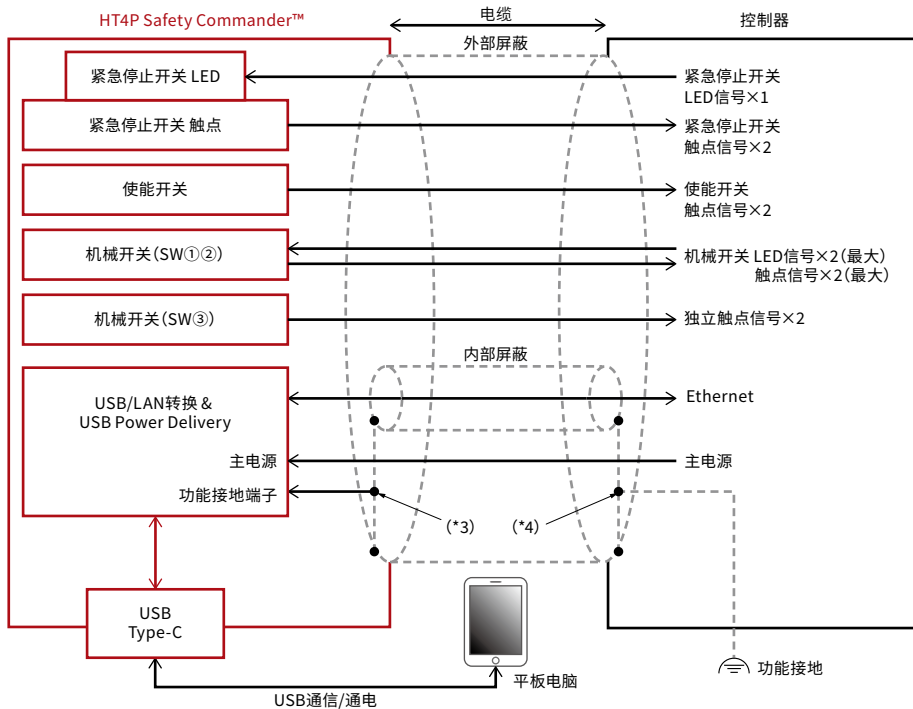 HT4P Safety Commander™
电缆
控制器
外部屏蔽
紧急停止开关 LED
紧急停止开关
LED信号×1
紧急停止开关 触点
紧急停止开关
触点信号×2
使能开关
使能开关
触点信号×2
机械开关(SW①②)
机械开关 LED信号×2(最大)
触点信号×2(最大)
机械开关(SW③)
独立触点信号×2
内部屏蔽
USB/LAN转换 &
USB Power Delivery
Ethernet
主电源
主电源
功能接地端子
(*3)
(*4)
USB
Type-C
平板电脑
功能接地
USB通信/通电